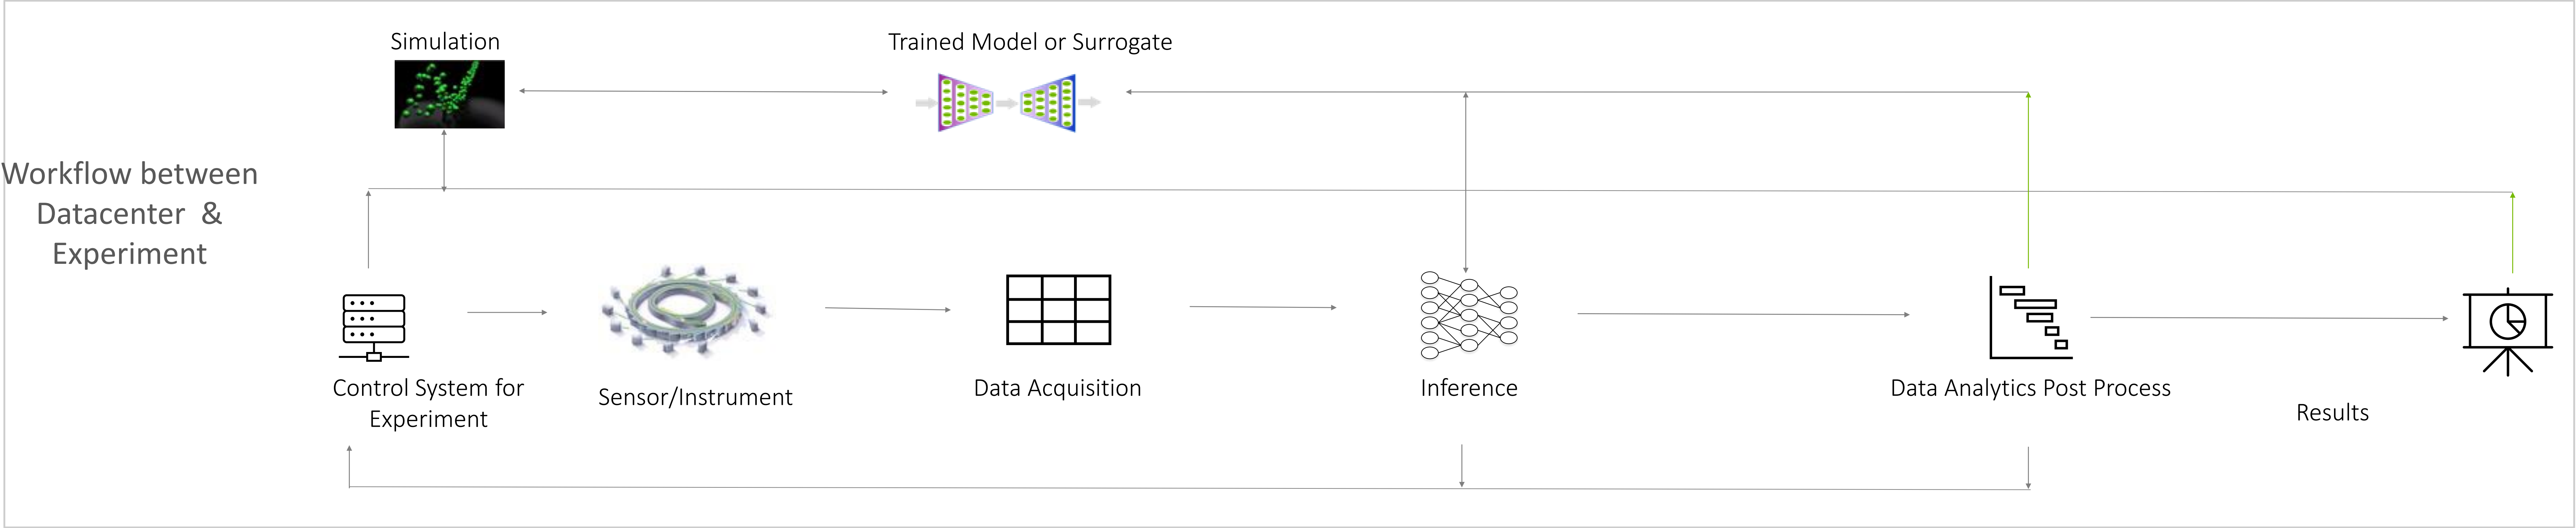 Simulation
Trained Model or Surrogate
Workflow between
Datacenter &
Experiment
Control System for
Experiment
Sensor/Instrument
Data Acquisition
Inference
Data Analytics Post Process
Results